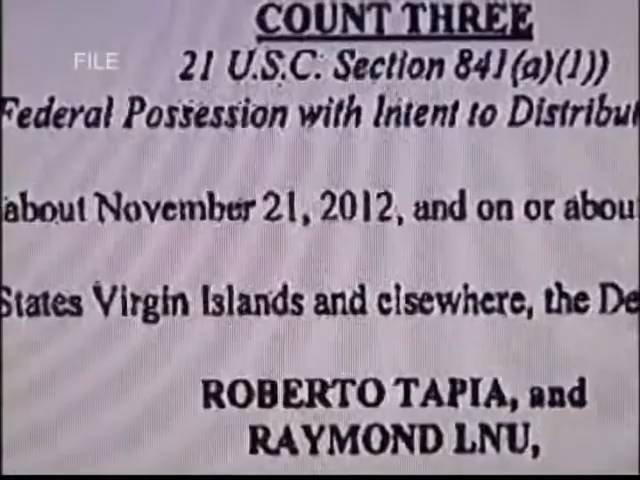 COUNT THREE
FILE
21 U.S.C. Section 841(a)(1))
Federal Possession with Intent to Distribu
about November 21, 2012, and on or abou
States Virgin Islands and elsewhere, the De
ROBERTO TAPIA, and
RAYMOND LNU,